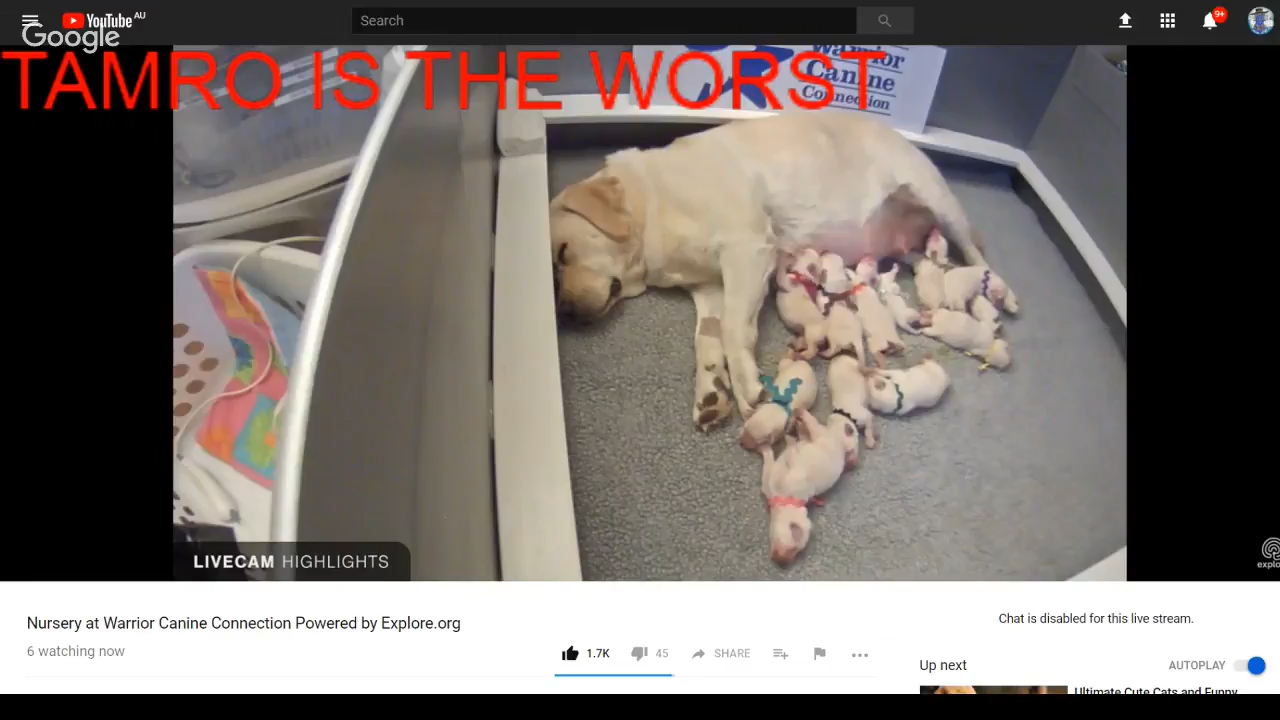 YouTube AU
Google
Search
9+
TAMRO IS THE WORST
Warrior
Canine
Connection
LIVECAM HIGHLIGHTS
explo
Nursery at Warrior Canine Connection Powered by Explore.org
Chat is disabled for this live stream.
6 watching now
1.7K
45
SHARE
Up next
AUTOPLAY
Ultimate Cute Cats and Funny